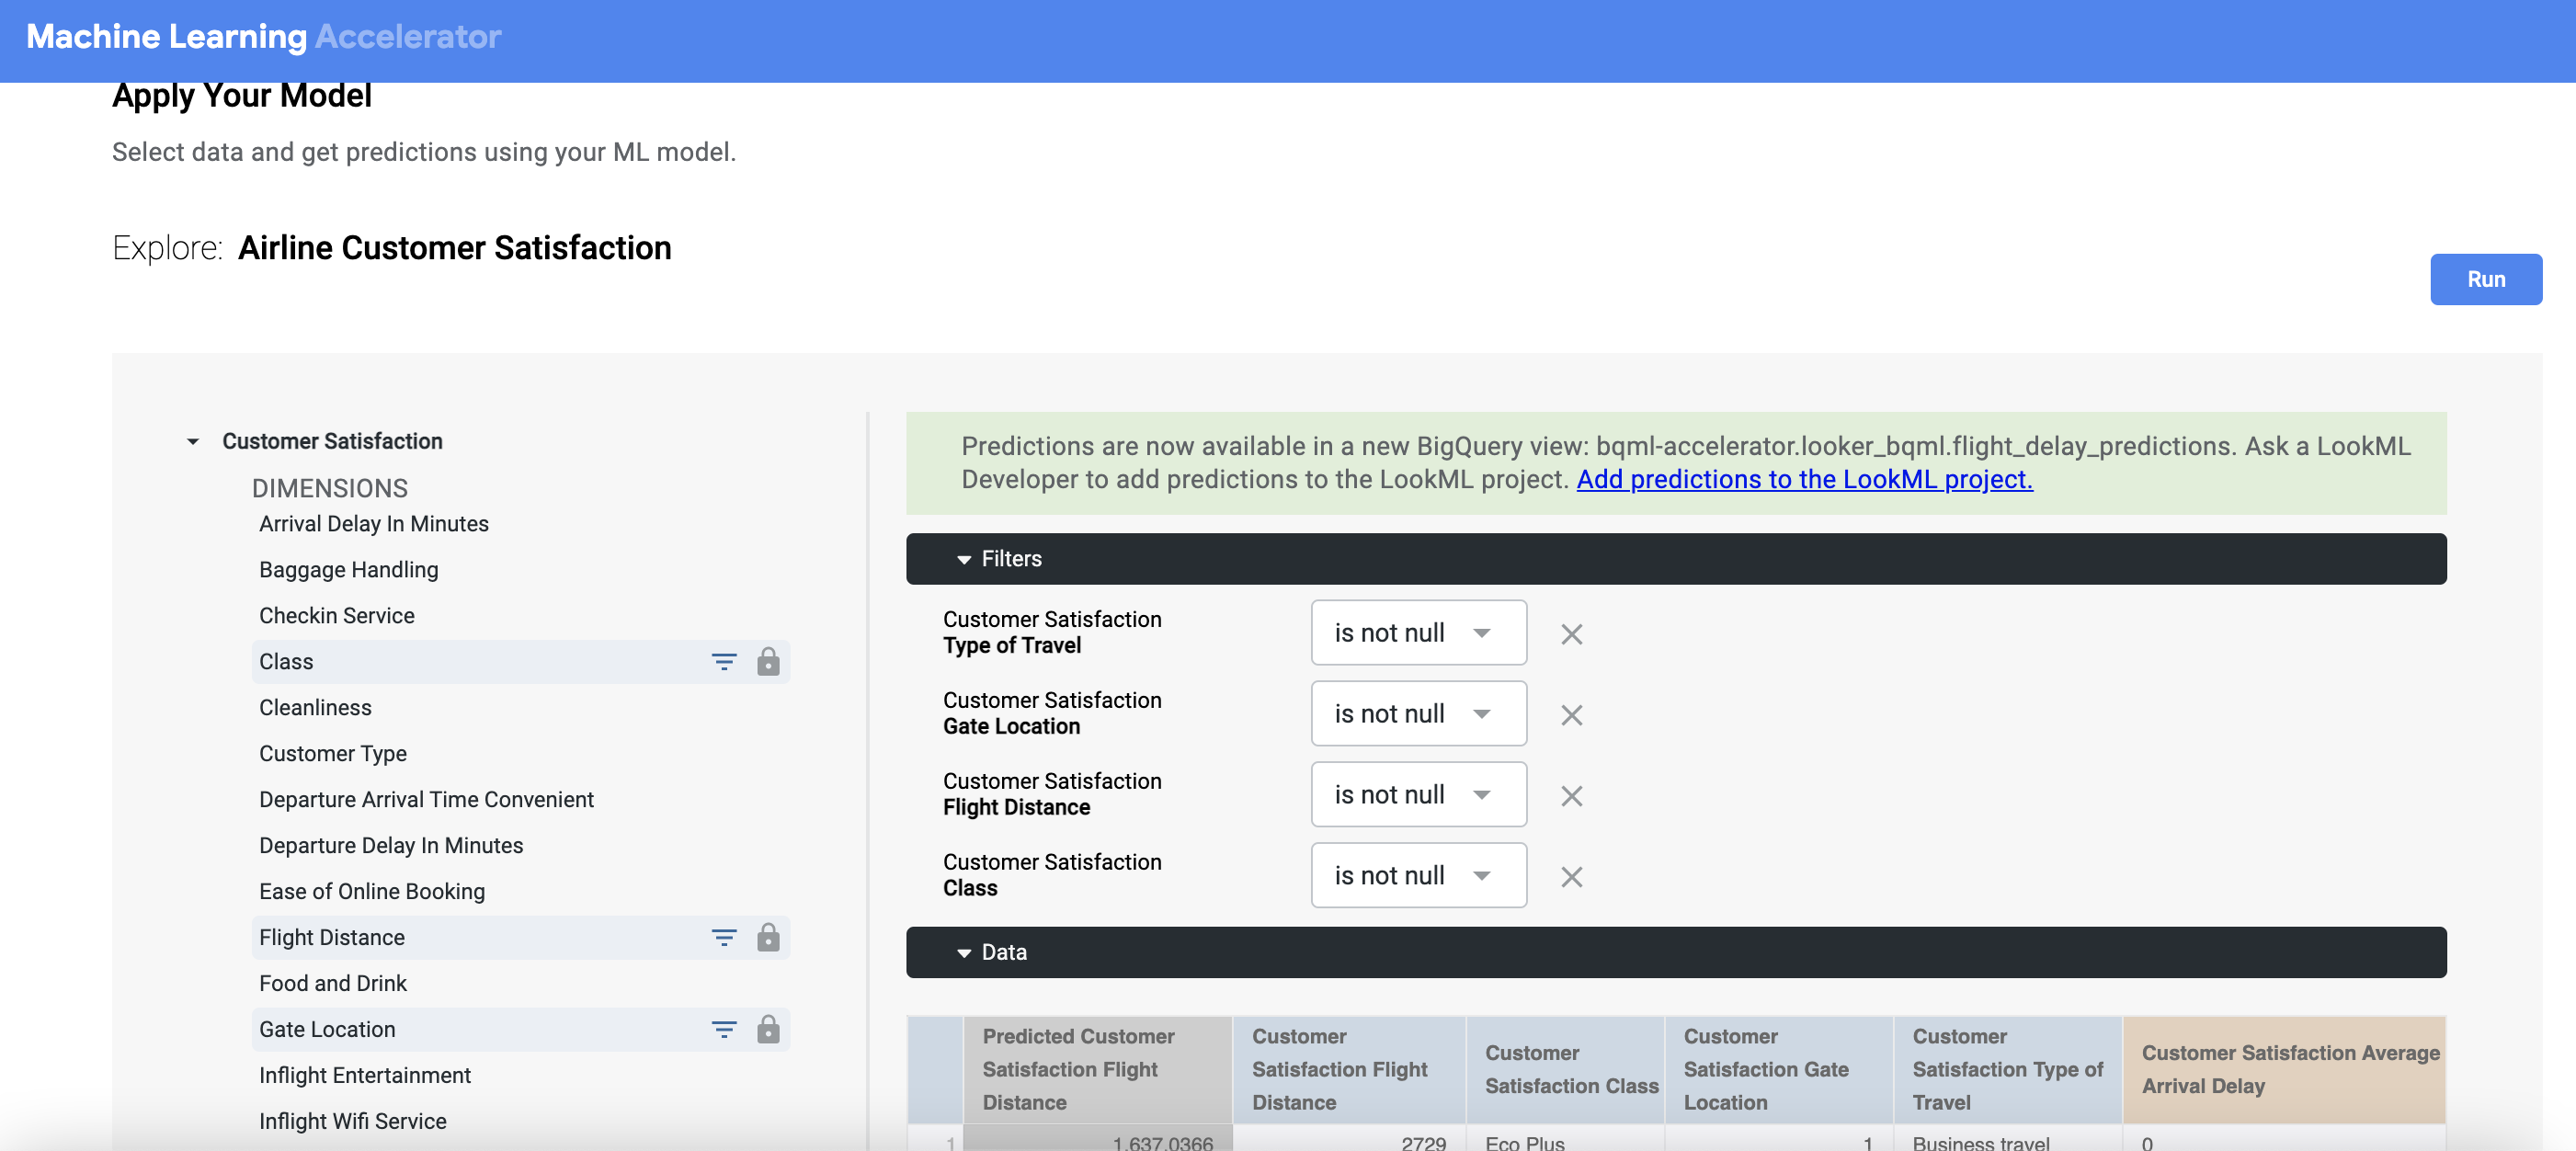 Machine Learning Accelerator
Apply Your Model
Select data and get predictions using your ML model.
Explore: Airline Customer Satisfaction
Run
Customer Satisfaction
DIMENSIONS
Arrival Delay In Minutes
Baggage Handling
Checkin Service
Class
Cleanliness
Customer Type
Departure Arrival Time Convenient
Departure Delay In Minutes
Ease of Online Booking
Flight Distance
Food and Drink
Gate Location
Inflight Entertainment
Inflight Wifi Service
Predictions are now available in a new BigQuery view: bqml-accelerator.looker_bqml.flight_delay_predictions. Ask a LookML
Developer to add predictions to the LookML project. Add predictions to the LookML project.
Filters
Customer Satisfaction
Type of Travel
is not null
Customer Satisfaction
Gate Location
is not null
Customer Satisfaction
Flight Distance
is not null
Customer Satisfaction
Class
is not null
Data
Predicted Customer
Satisfaction Flight
Distance
Customer
Satisfaction Flight
Distance
Customer
Satisfaction Class
Customer
Satisfaction Gate
Location
Customer
Satisfaction Type of
Travel
Customer Satisfaction Average
Arrival Delay
1 1,637.0366 2729 Eco Plus 1 Business travel 0